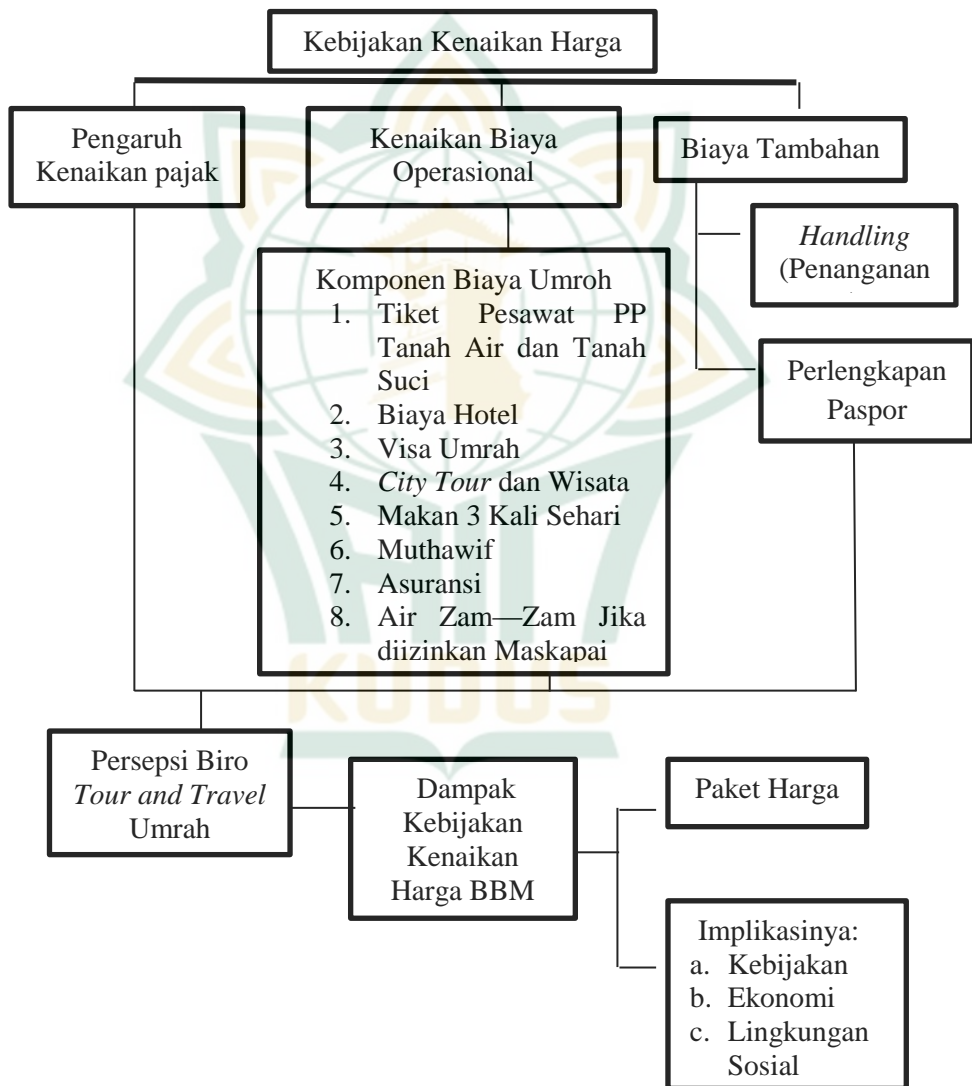 Kebijakan Kenaikan Harga
Pengaruh
Kenaikan pajak
Kenaikan Biaya
Operasional
Biaya Tambahan
Handling
(Penanganan
Perlengkapan
Paspor
Komponen Biaya Umroh
1. Tiket Pesawat PP
Tanah Air dan Tanah
Suci
2. Biaya Hotel
3. Visa Umrah
4. City Tour dan Wisata
5. Makan 3 Kali Sehari
6. Muthawif
7. Asuransi
8. Air Zam—Zam Jika
diizinkan Maskapai
KUDUS
Persepsi Biro
Tour and Travel
Umrah
Dampak
Kebijakan
Kenaikan
Harga BBM
Paket Harga
Implikasinya:
a. Kebijakan
b. Ekonomi
c. Lingkungan
Sosial